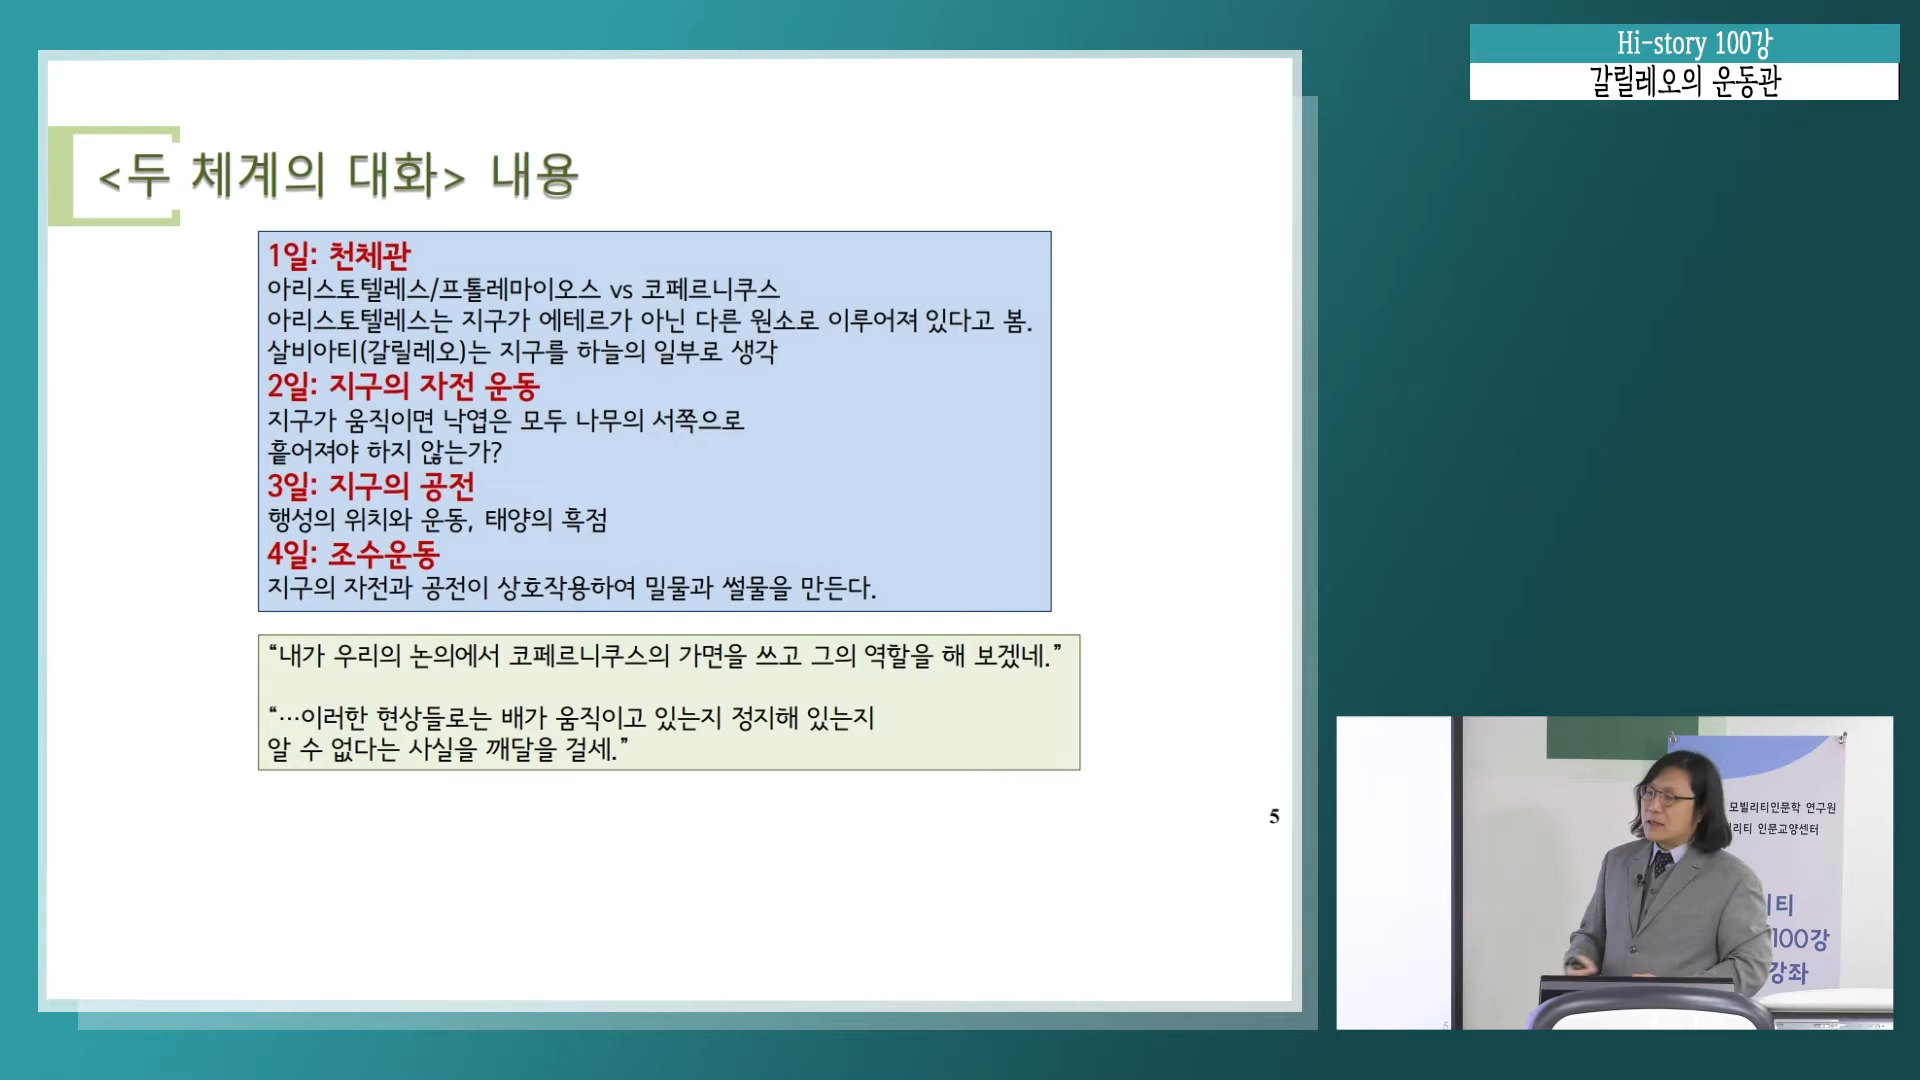 Hi-story 100강
갈릴레오의 운동관
<두 체계의 대화> 내용
1일: 천체관
아리스토텔레스/프톨레마이오스 vs 코페르니쿠스
아리스토텔레스는 지구가 에테르가 아닌 다른 원소로 이루어져 있다고 봄.
살비아티(갈릴레오)는 지구를 하늘의 일부로 생각
2일: 지구의 자전 운동
지구가 움직이면 낙엽은 모두 나무의 서쪽으로
흩어져야 하지 않는가?
3일: 지구의 공전
행성의 위치와 운동, 태양의 흑점
4일: 조수운동
지구의 자전과 공전이 상호작용하여 밀물과 썰물을 만든다.
“내가 우리의 논의에서 코페르니쿠스의 가면을 쓰고 그의 역할을 해 보겠네.”
“…이러한 현상들로는 배가 움직이고 있는지 정지해 있는지
알 수 없다는 사실을 깨달을 걸세.”
5
모빌리티인문학 연구원
리티 인문교양센터
티
100강
강좌